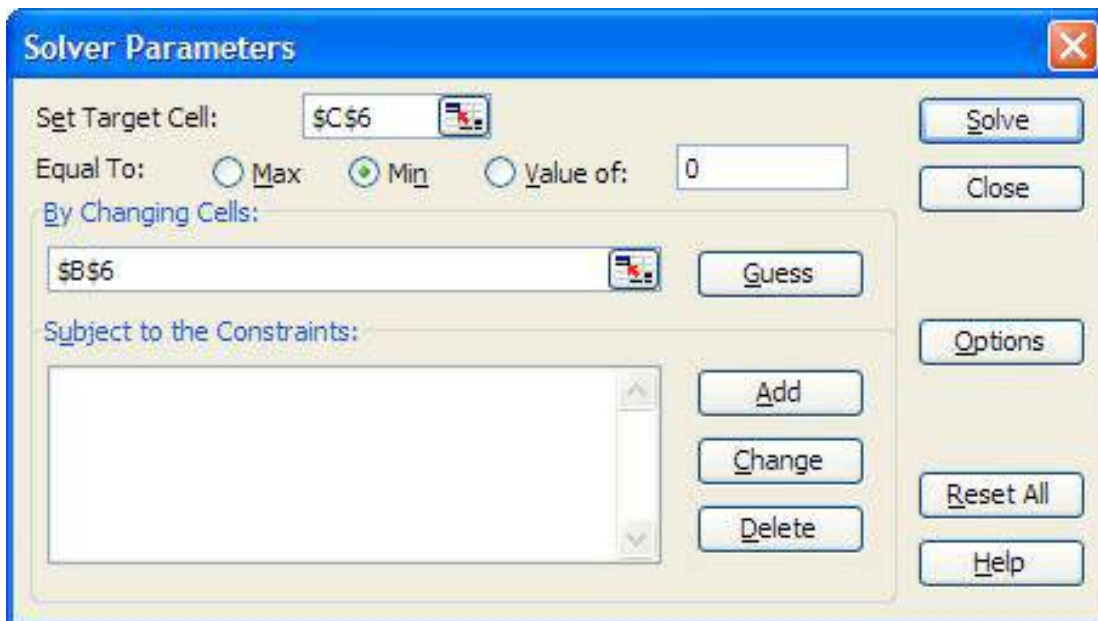 Solver Parameters
Set Target Cell: $C$6 Solve
Equal To: Max Min Value of: 0
Close
By Changing Cells:
$B$6 Guess
Subject to the Constraints:
Options
Add
Change
Reset All
Delete
Help